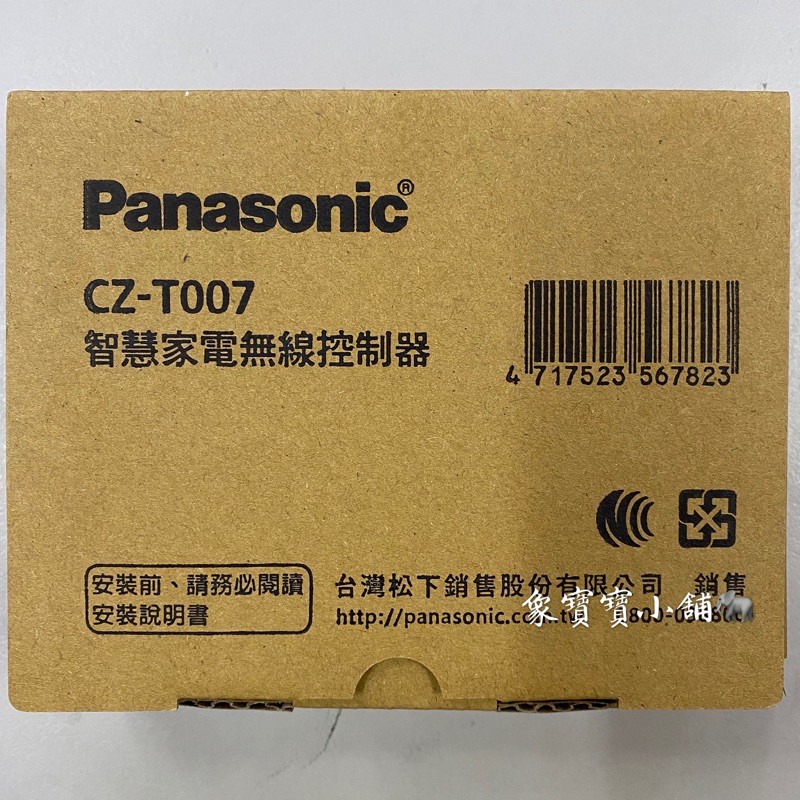 Panasonic®
CZ-T007
智慧家電無線控制器
4 717523 567823
安裝前、請務必閱讀
安裝說明書
台灣松下銷售股份有限公司 銷售
http://panasonic.co
象寶寶小舖